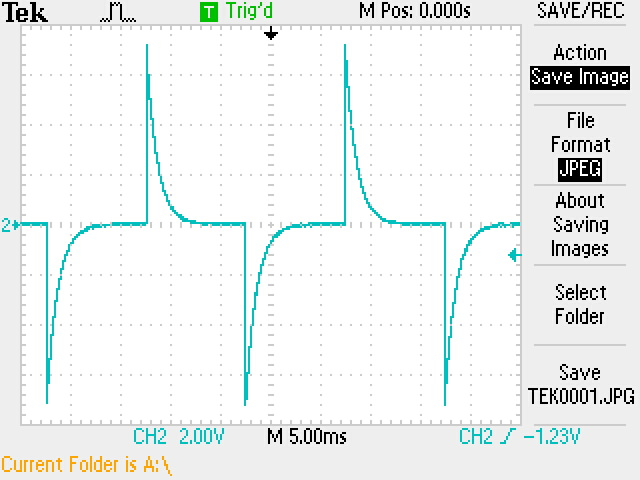 Tek T Trig'd M Pos: 0.000s SAVE/REC
Action
Save Image
File
Format
JPEG
About
Saving
Images
Select
Folder
Save
TEK0001.JPG
2
CH2 2.00V M 5.00ms CH2 -1.23V
Current Folder is A:\